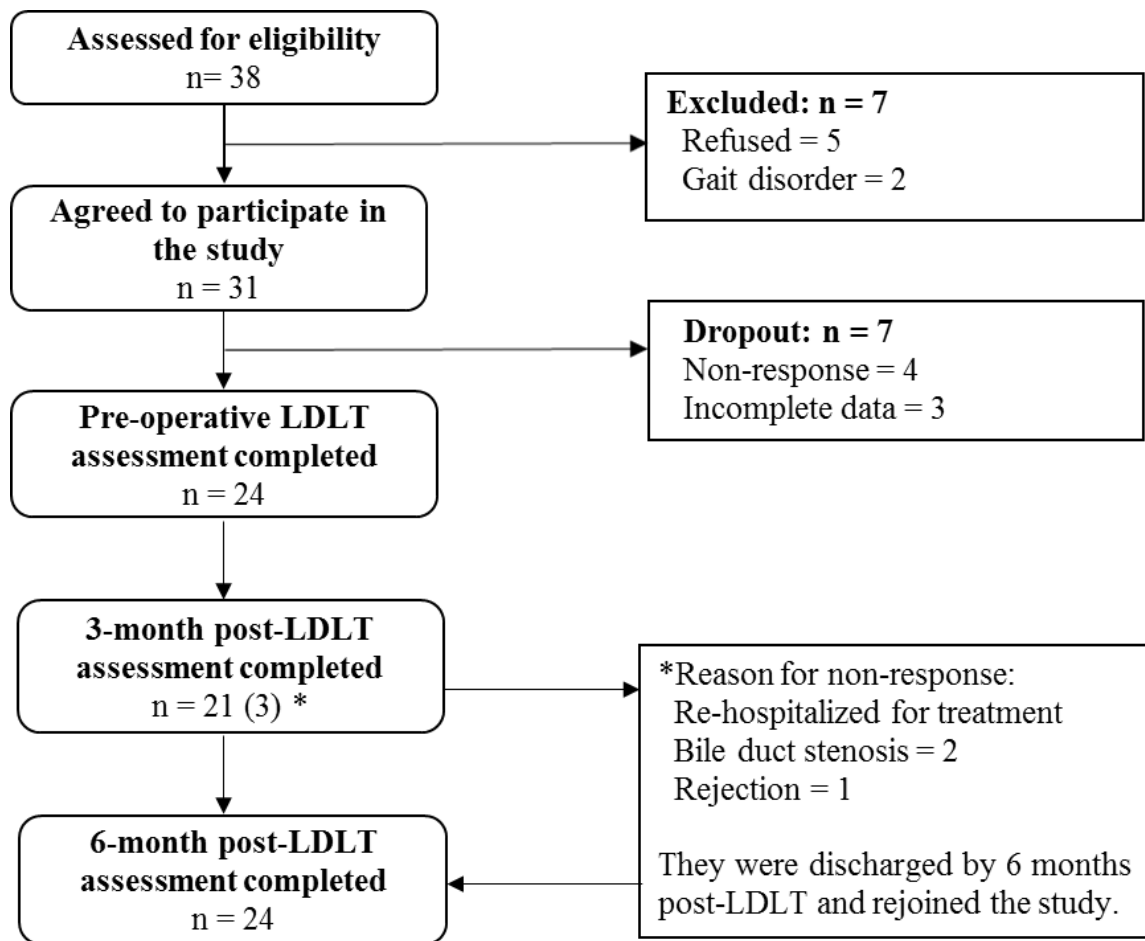 Assessed for eligibility
n= 38
Excluded: n = 7
Refused = 5
Gait disorder = 2
Agreed to participate in
the study
n = 31
Dropout: n = 7
Non-response = 4
Incomplete data = 3
Pre-operative LDLT
assessment completed
n = 24
3-month post-LDLT
assessment completed
n = 21 (3) *
*Reason for non-response:
Re-hospitalized for treatment
Bile duct stenosis = 2
Rejection = 1
They were discharged by 6 months
post-LDLT and rejoined the study.
6-month post-LDLT
assessment completed
n = 24